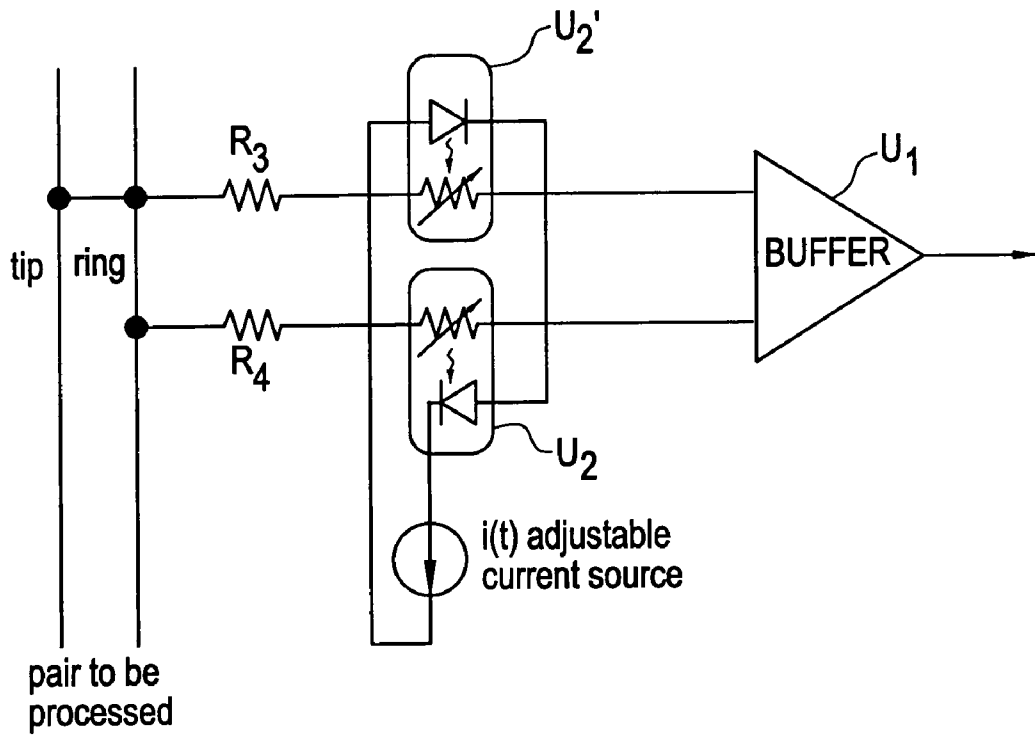 U2'
U1
R3
BUFFER
tip
ring
R4
U2
i(t) adjustable
current source
pair to be
processed